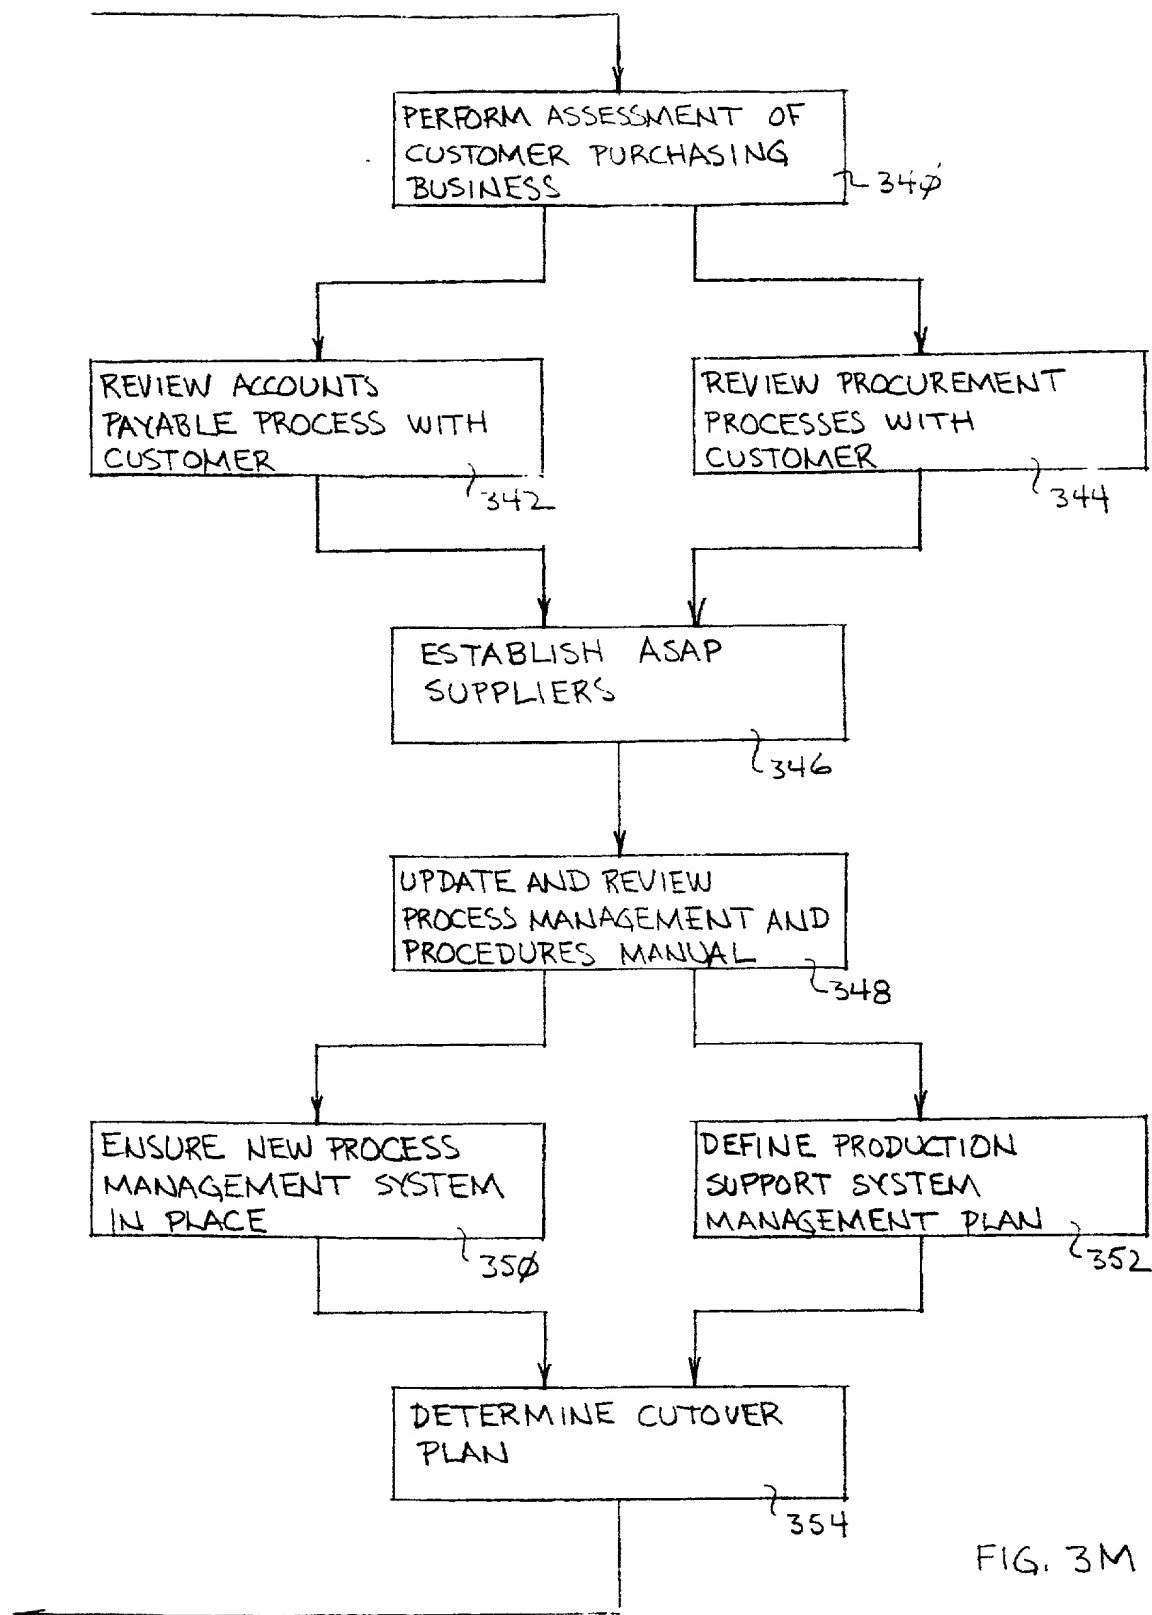 PERFORM ASSESSMENT OF
CUSTOMER PURCHASING
BUSINESS
340
REVIEW ACCOUNTS
PAYABLE PROCESS WITH
CUSTOMER
342
REVIEW PROCUREMENT
PROCESSES WITH
CUSTOMER
344
ESTABLISH ASAP
SUPPLIERS
346
UPDATE AND REVIEW
PROCESS MANAGEMENT AND
PROCEDURES MANUAL
348
ENSURE NEW PROCESS
MANAGEMENT SYSTEM
IN PLACE
350
DEFINE PRODUCTION
SUPPORT SYSTEM
MANAGEMENT PLAN
352
DETERMINE CUTOVER
PLAN
354
FIG. 3M